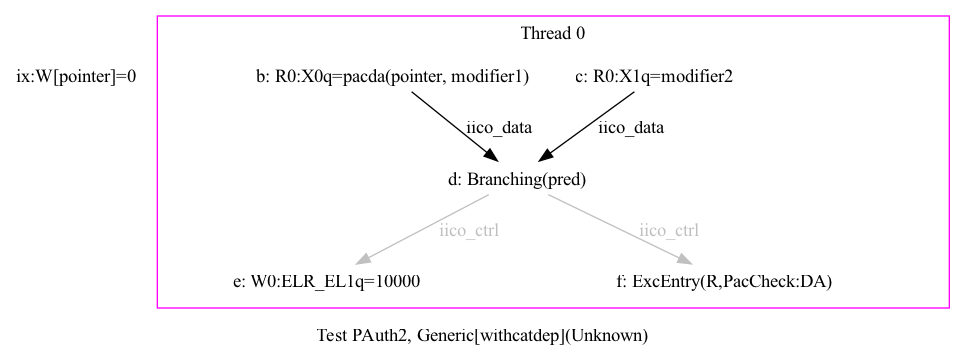 Thread 0
ix:W[pointer]=0
b: R0:X0q=pacda(pointer, modifier1)
c: R0:X1q=modifier2
iico_data
iico_data
d: Branching(pred)
iico_ctrl
iico_ctrl
e: W0:ELR_EL1q=10000
f: ExcEntry(R,PacCheck:DA)
Test PAuth2, Generic[withcatdep](Unknown)